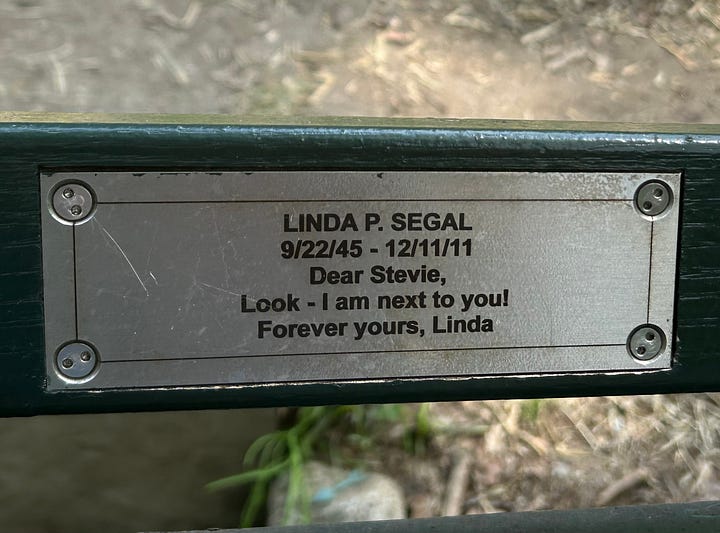 LINDA P. SEGAL
9/22/45 - 12/11/11
Dear Stevie,
Look - I am next to you!
Forever yours, Linda